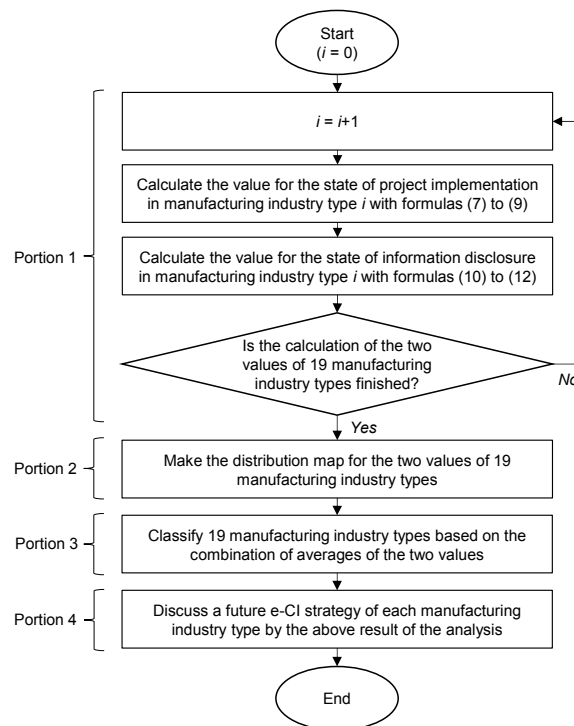 Start
(i = 0)
i = i+1
Calculate the value for the state of project implementation
in manufacturing industry type i with formulas (7) to (9)
Portion 1
Calculate the value for the state of information disclosure
in manufacturing industry type i with formulas (10) to (12)
Is the calculation of the two
values of 19 manufacturing
industry types finished?
No
Yes
Portion 2
Make the distribution map for the two values of 19
manufacturing industry types
Portion 3
Classify 19 manufacturing industry types based on the
combination of averages of the two values
Portion 4
Discuss a future e-CI strategy of each manufacturing
industry type by the above result of the analysis
End